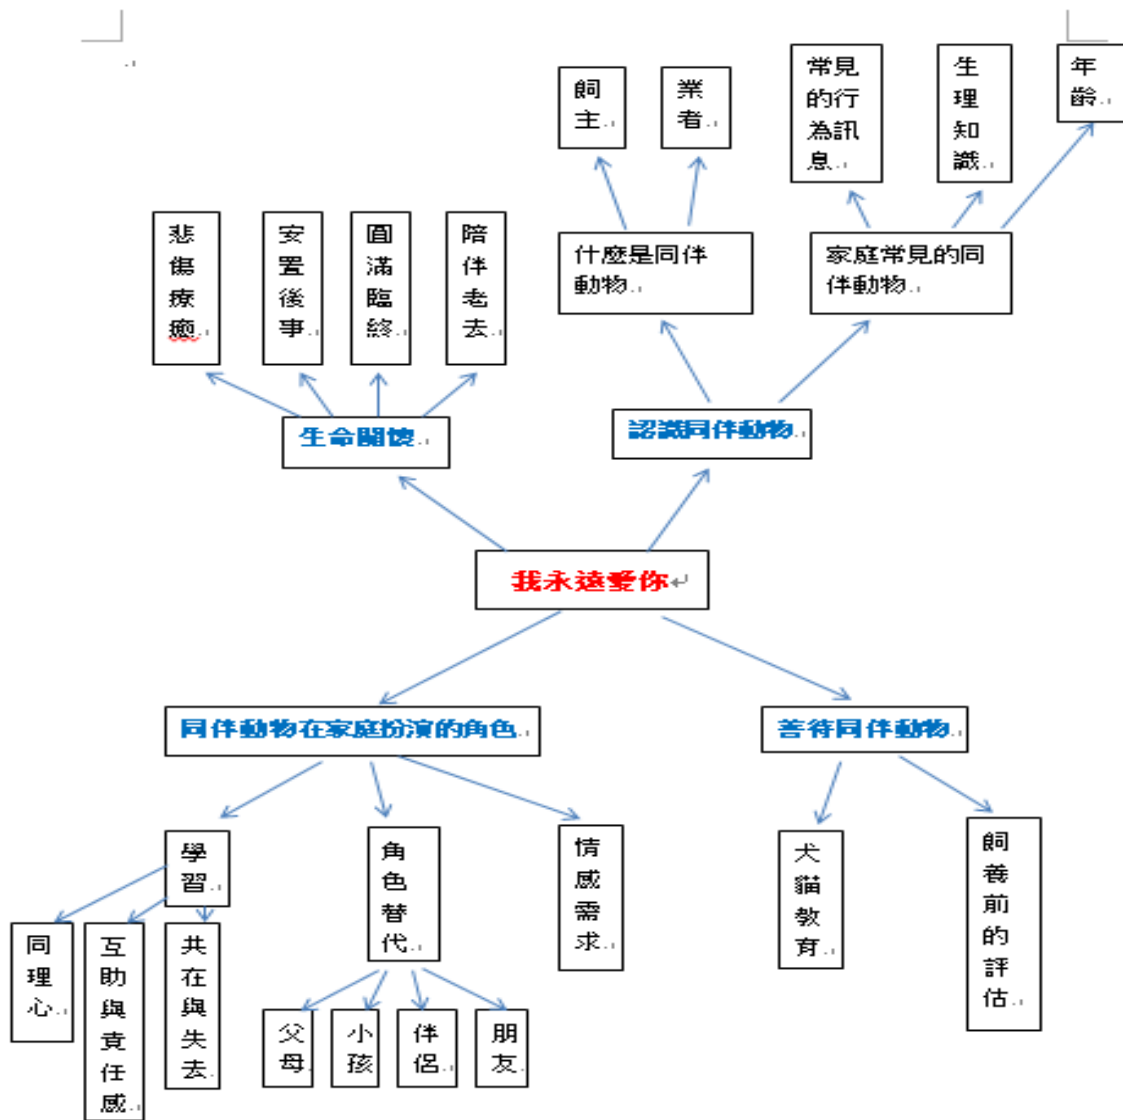 飼主
業者
常見的行為訊息
生理知識
年齡
悲傷療癒
安置後事
圓滿臨終
陪伴老去
什麼是同伴
動物
家庭常見的同
伴動物
生命關懷
認識同伴動物
我永遠愛你
同伴動物在家庭扮演的角色
善待同伴動物
學習
角色替代
情感需求
犬貓教育
飼養前的評估
同理心
互助與責任感
共在與失去
父母
小孩
伴侶
朋友